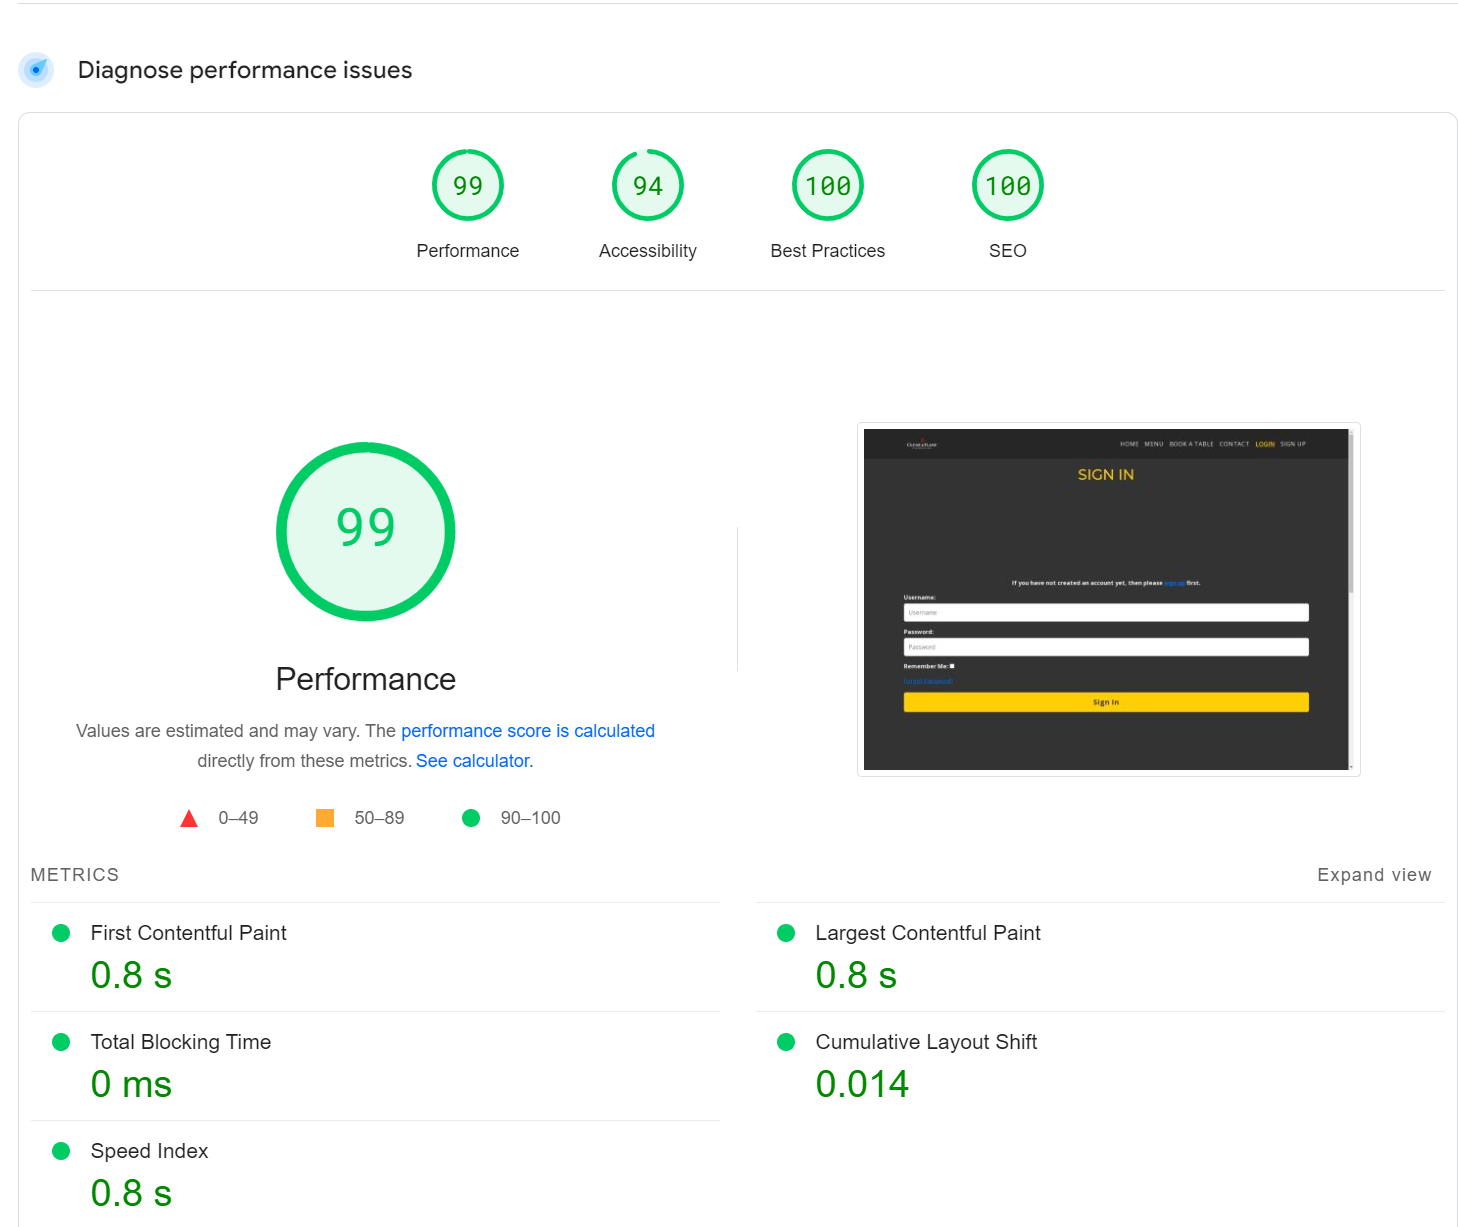 Diagnose performance issues
99
94
100
100
Performance
Accessibility
Best Practices
SEO
99
Performance
Values are estimated and may vary. The performance score is calculated
directly from these metrics. See calculator.
0–49
50–89
90–100
HOME MENU BOOK A TABLE CONTACT LOGIN SIGN UP
SIGN IN
If you have not created an account yet, then please sign up first.
Username:
Username
Password:
Password
Remember Me:
Forgot Password?
Sign In
METRICS
Expand view
First Contentful Paint
0.8 s
Largest Contentful Paint
0.8 s
Total Blocking Time
0 ms
Cumulative Layout Shift
0.014
Speed Index
0.8 s